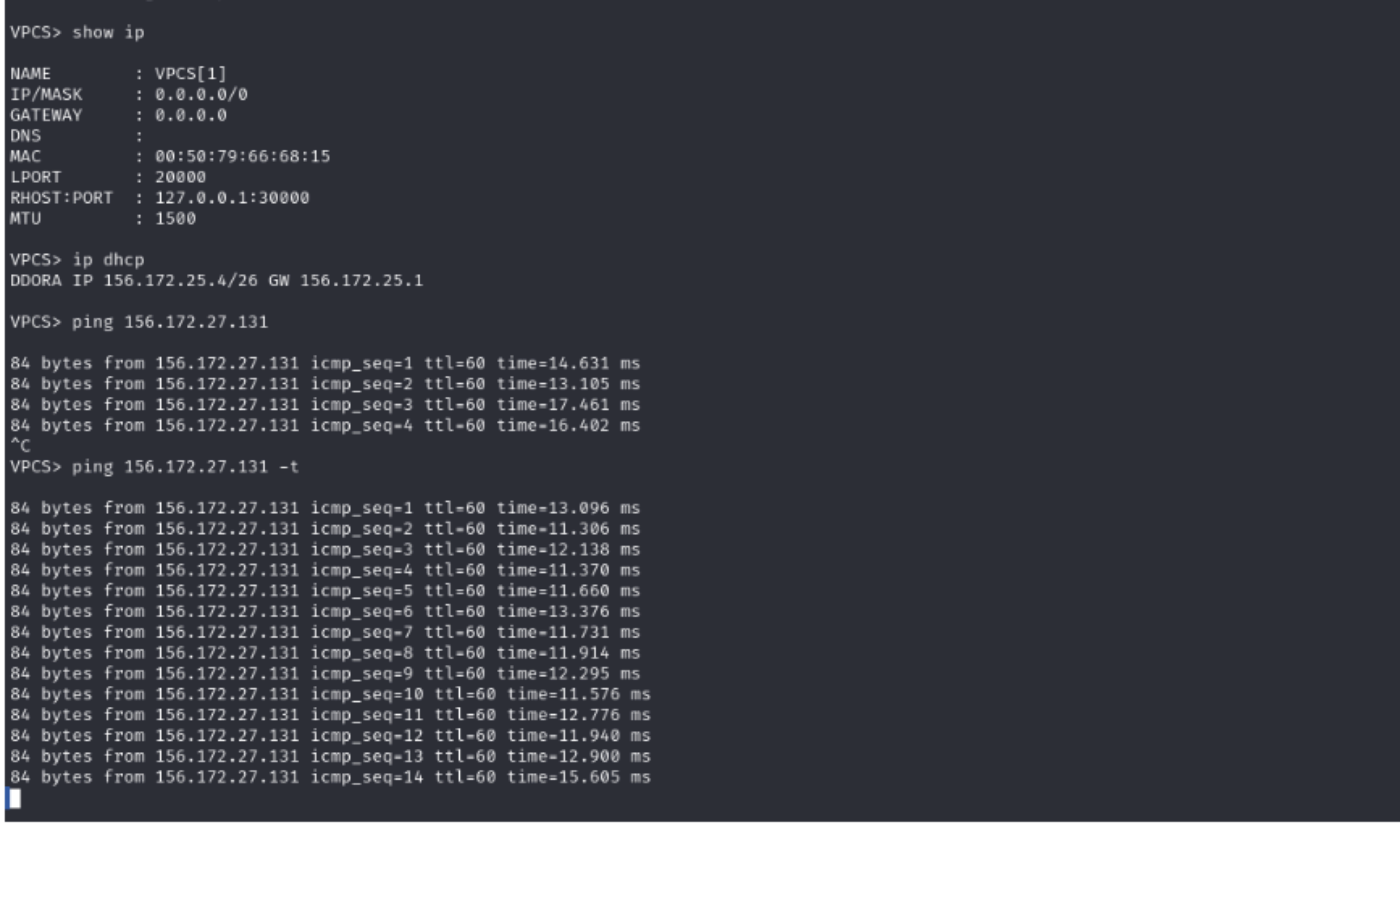 VPCS> show ip
NAME : VPCS[1]
IP/MASK : 0.0.0.0/0
GATEWAY : 0.0.0.0
DNS :
MAC : 00:50:79:66:68:15
LPORT : 20000
RHOST:PORT : 127.0.0.1:30000
MTU : 1500
VPCS> ip dhcp
DDORA IP 156.172.25.4/26 GW 156.172.25.1
VPCS> ping 156.172.27.131
84 bytes from 156.172.27.131 icmp_seq=1 ttl=60 time=14.631 ms
84 bytes from 156.172.27.131 icmp_seq=2 ttl=60 time=13.105 ms
84 bytes from 156.172.27.131 icmp_seq=3 ttl=60 time=17.461 ms
84 bytes from 156.172.27.131 icmp_seq=4 ttl=60 time=16.402 ms
^C
VPCS> ping 156.172.27.131 -t
84 bytes from 156.172.27.131 icmp_seq=1 ttl=60 time=13.096 ms
84 bytes from 156.172.27.131 icmp_seq=2 ttl=60 time=11.306 ms
84 bytes from 156.172.27.131 icmp_seq=3 ttl=60 time=12.138 ms
84 bytes from 156.172.27.131 icmp_seq=4 ttl=60 time=11.370 ms
84 bytes from 156.172.27.131 icmp_seq=5 ttl=60 time=11.660 ms
84 bytes from 156.172.27.131 icmp_seq=6 ttl=60 time=13.376 ms
84 bytes from 156.172.27.131 icmp_seq=7 ttl=60 time=11.731 ms
84 bytes from 156.172.27.131 icmp_seq=8 ttl=60 time=11.914 ms
84 bytes from 156.172.27.131 icmp_seq=9 ttl=60 time=12.295 ms
84 bytes from 156.172.27.131 icmp_seq=10 ttl=60 time=11.576 ms
84 bytes from 156.172.27.131 icmp_seq=11 ttl=60 time=12.776 ms
84 bytes from 156.172.27.131 icmp_seq=12 ttl=60 time=11.940 ms
84 bytes from 156.172.27.131 icmp_seq=13 ttl=60 time=12.900 ms
84 bytes from 156.172.27.131 icmp_seq=14 ttl=60 time=15.605 ms